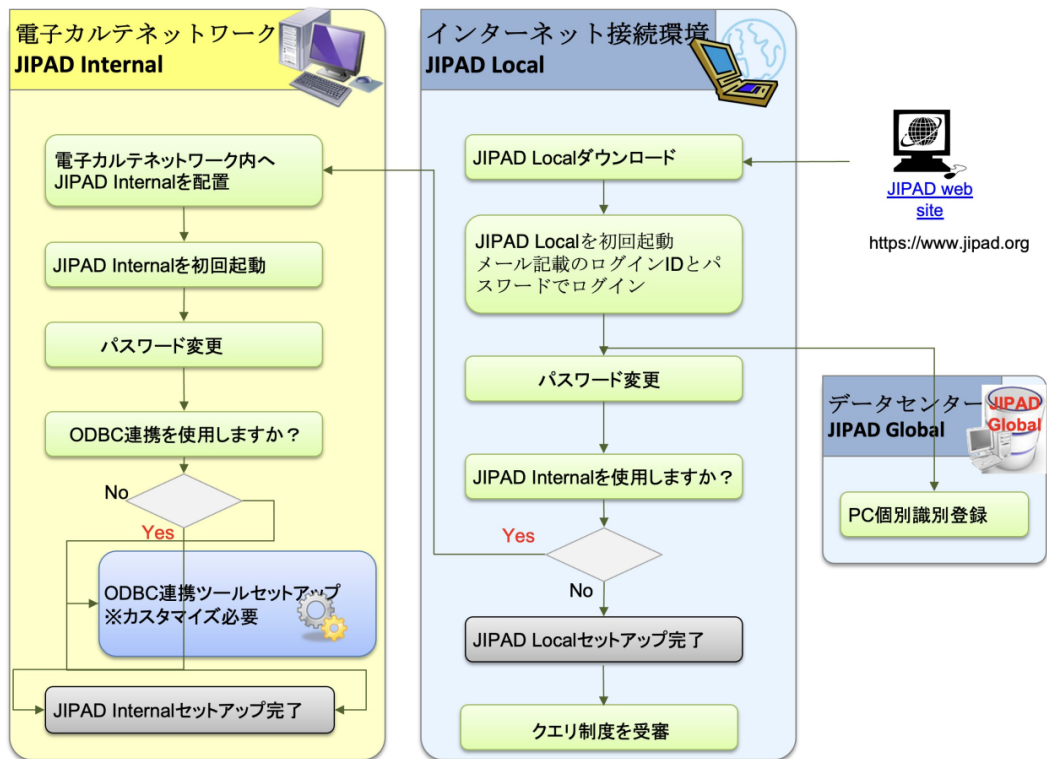 電子カルテネットワーク
JIPAD Internal
電子カルテネットワーク内へ
JIPAD Internalを配置
JIPAD Internalを初回起動
パスワード変更
ODBC連携を使用しますか？
No
Yes
ODBC連携ツールセットアップ
※カスタマイズ必要
JIPAD Internalセットアップ完了
インターネット接続環境
JIPAD Local
JIPAD Localダウンロード
JIPAD Localを初回起動
メール記載のログインIDとパ
スワードでログイン
パスワード変更
JIPAD Internalを使用しますか？
Yes
No
JIPAD Localセットアップ完了
クエリ制度を受審
JIPAD web
site
https://www.jipad.org
データセンター
JIPAD Global
JIPAD
Global
PC個別識別登録